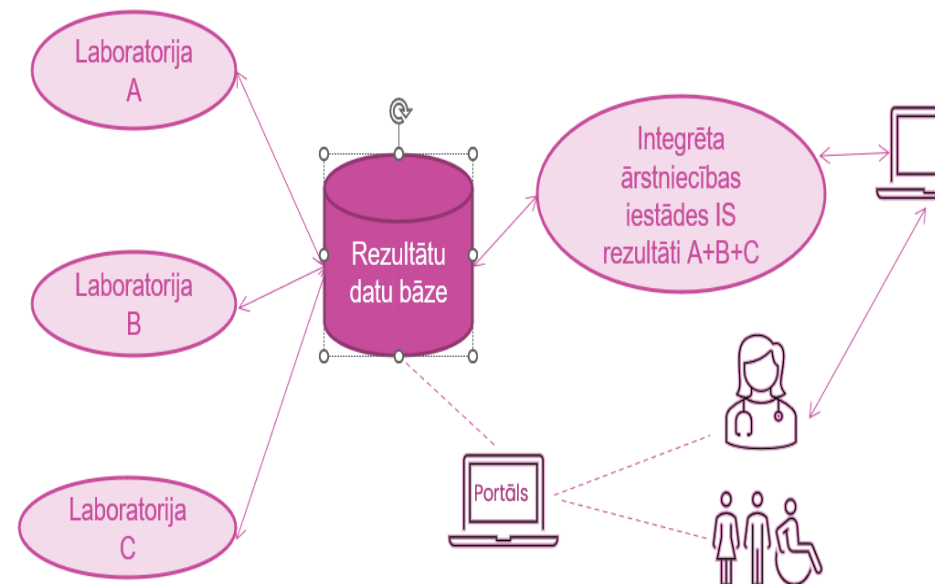 Laboratorija
A
Laboratorija
B
Laboratorija
C
Rezultātu
datu bāze
Integrēta
ārstniecības
iestādes IS
rezultāti A+B+C
Portāls